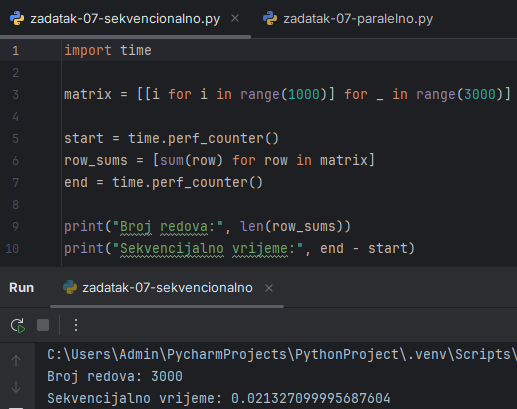 zadatak-07-sekvencionalno.py
zadatak-07-paralelno.py
1 import time
2
3 matrix = [[i for i in range(1000)] for _ in range(3000)]
4
5 start = time.perf_counter()
6 row_sums = [sum(row) for row in matrix]
7 end = time.perf_counter()
8
9 print("Broj redova:", len(row_sums))
10 print("Sekvencijalno vrijeme:", end - start)
Run zadatak-07-sekvencionalno
C:\Users\Admin\PycharmProjects\PythonProject\.venv\Scripts\
Broj redova: 3000
Sekvencijalno vrijeme: 0.021327099995687604